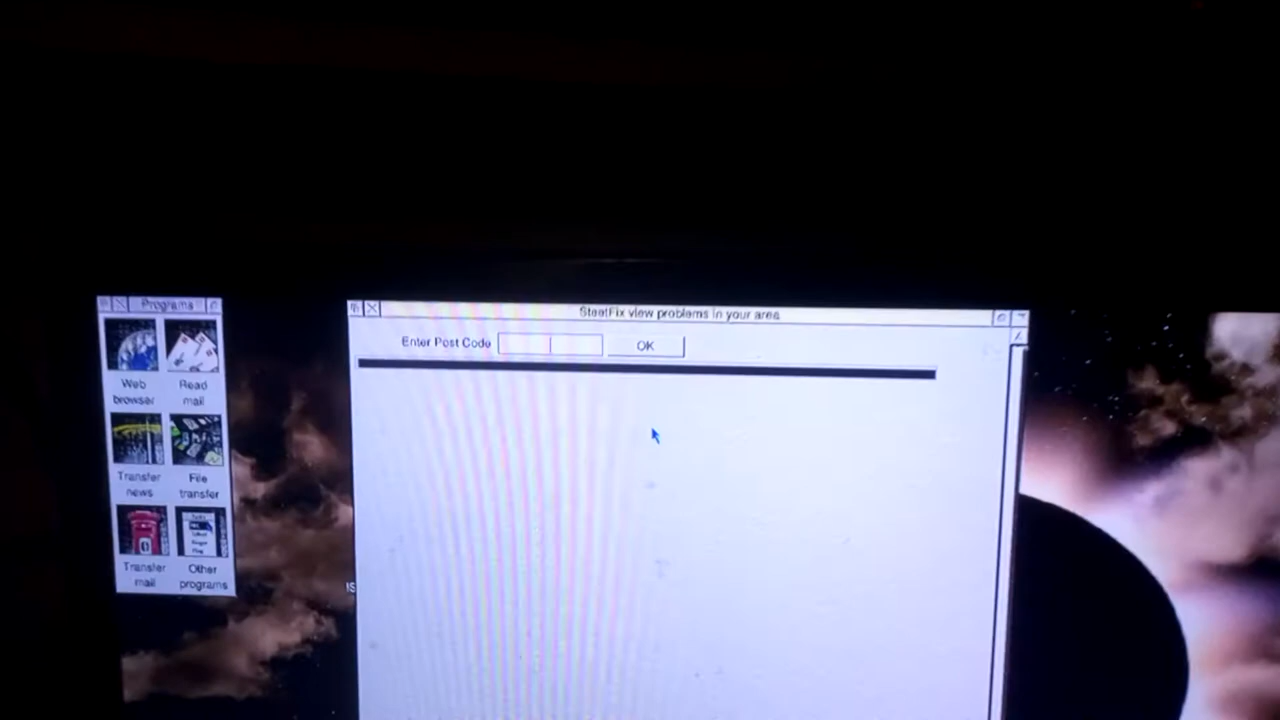 Programs
Web
browser
Read
mail
Transfer
news
File
transfer
Transfer
mail
Other
programs
SteetFix view problems in your area
Enter Post Code
OK